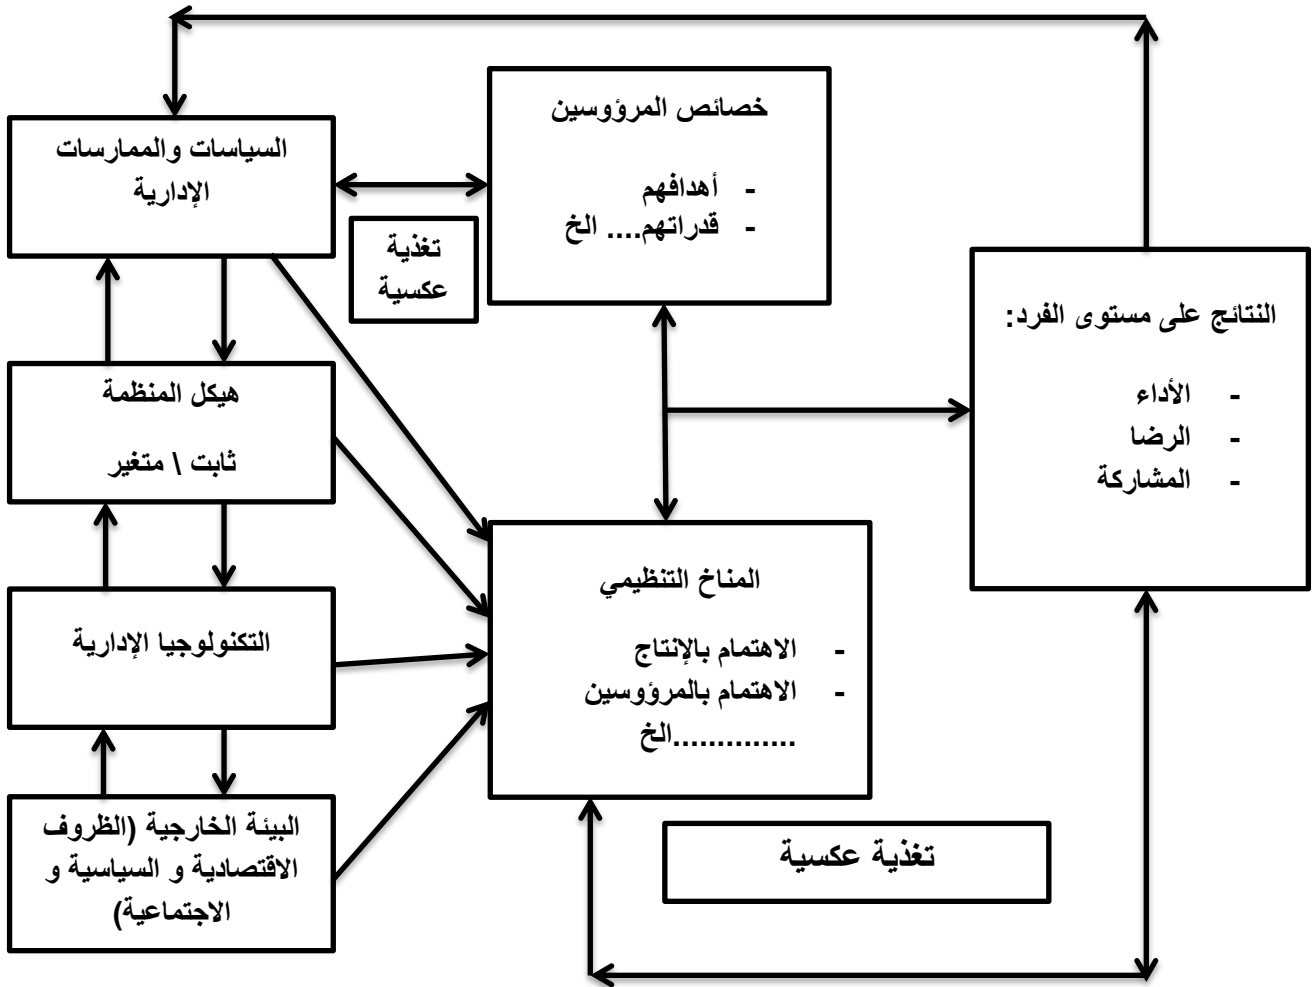 خصائص المرؤوسين
- أهدافهم
- قدراتهم.... الخ
السياسات والممارسات
الإدارية
تغذية
عكسية
النتائج على مستوى الفرد:
- الأداء
- الرضا
- المشاركة
هيكل المنظمة
ثابت \ متغير
المناخ التنظيمي
- الاهتمام بالإنتاج
- الاهتمام بالمرؤوسين
..............الخ
التكنولوجيا الإدارية
البيئة الخارجية (الظروف
الاقتصادية و السياسية و
الاجتماعية)
تغذية عكسية